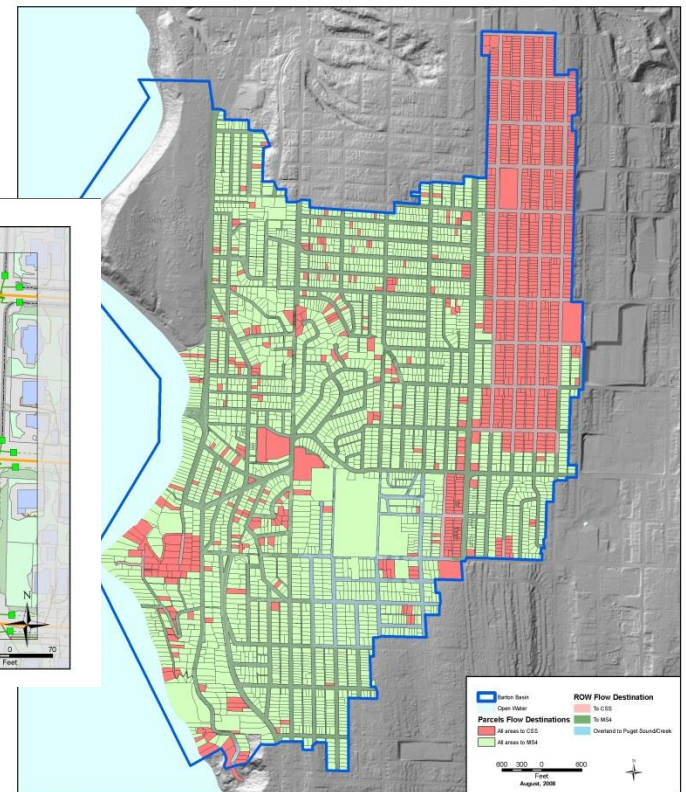 N
0 70
Feet
Barton Basin
Open Water
Parcels Flow Destinations
All areas to CSS
All areas to MS4
ROW Flow Destination
To CSS
To MS4
Overland to Puget Sound/Creek
600 300 0 600
Feet
August, 2008